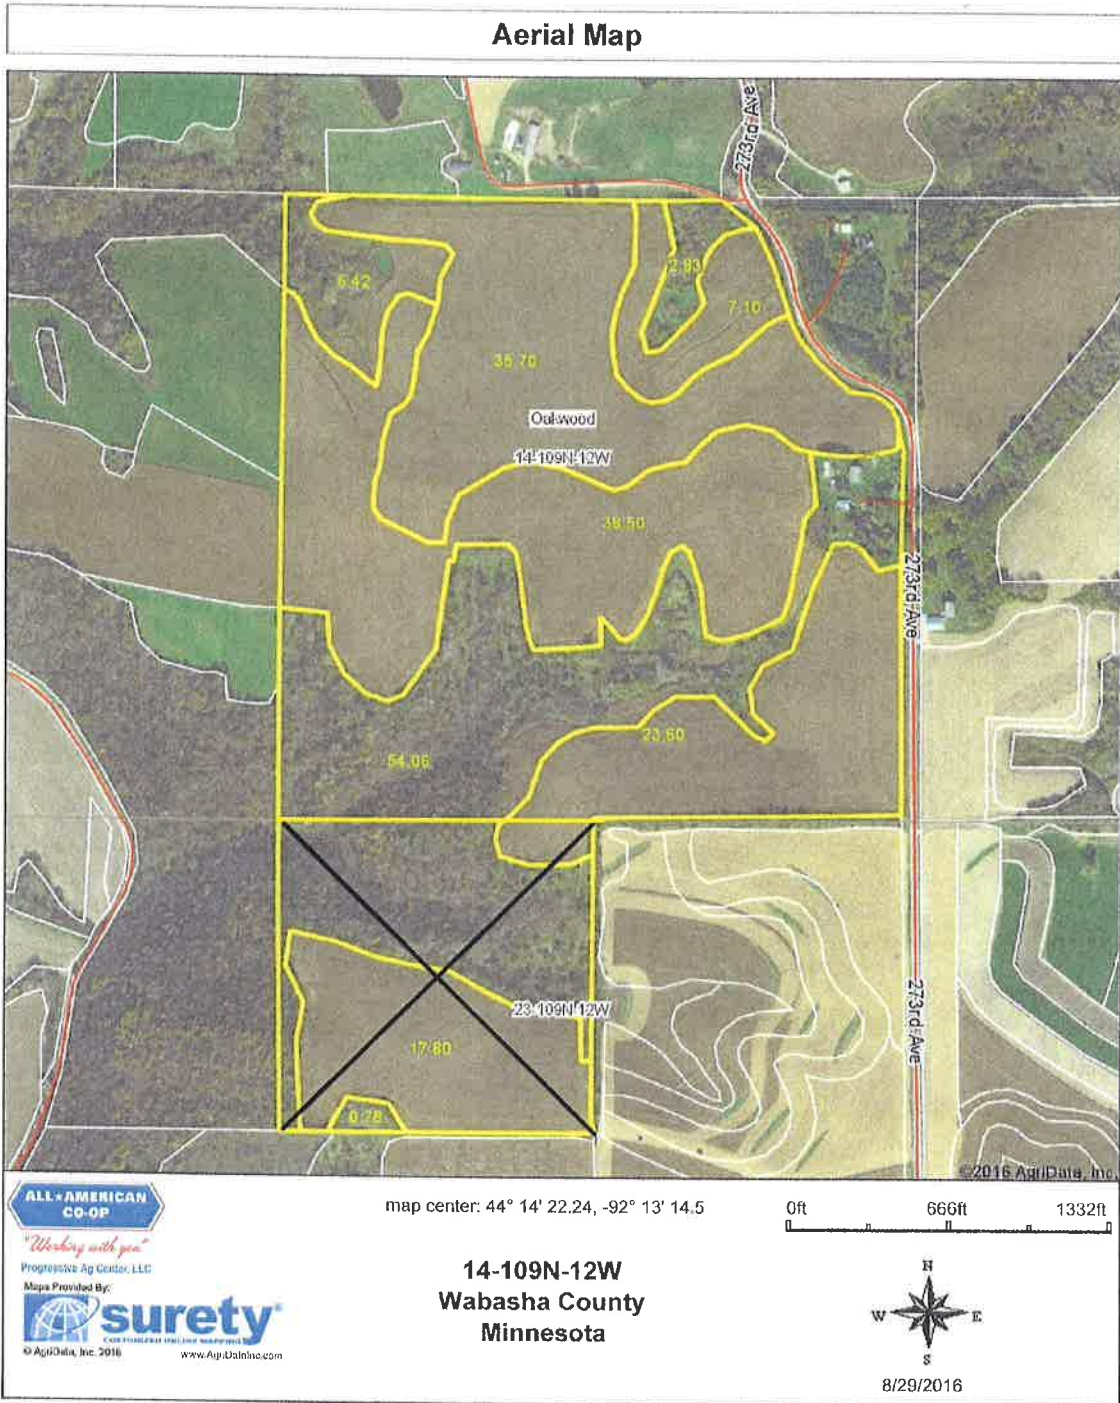 Aerial Map
273rd Ave
6.42
2.93
7.10
35.70
Oakwood
14-109N-12W
38.50
273rd Ave
23.60
54.06
23-109N-12W
273rd Ave
17.80
0.78
©2016 AgriData, Inc.
ALL★AMERICAN
CO-OP
"Working with you"
Progressive Ag Center, LLC
Maps Provided By:
surety®
CUSTOMIZED ONLINE MAPPING
© AgriData, Inc. 2016
www.AgriDataInc.com
map center: 44° 14' 22.24, -92° 13' 14.5
0ft 666ft 1332ft
14-109N-12W
Wabasha County
Minnesota
N
W E
S
8/29/2016